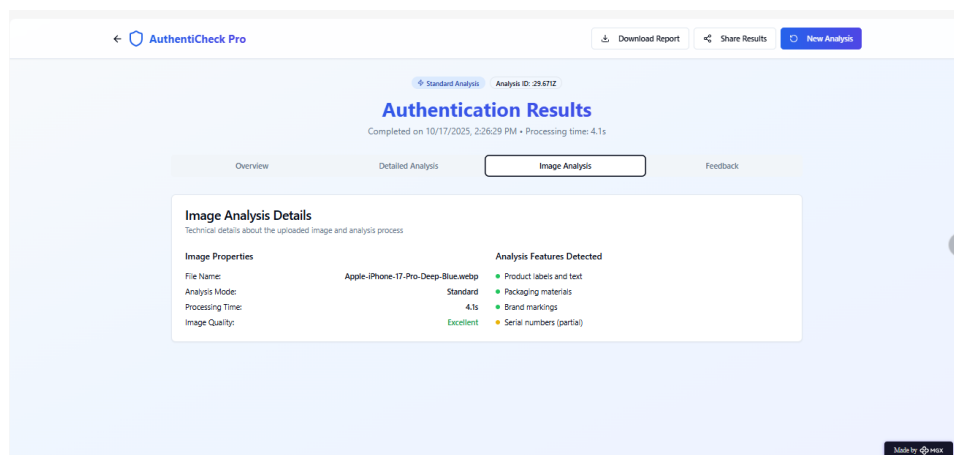 AuthentiCheck Pro
Download Report
Share Results
New Analysis
Standard Analysis
Analysis ID: :29.671Z
Authentication Results
Completed on 10/17/2025, 2:26:29 PM • Processing time: 4.1s
Overview
Detailed Analysis
Image Analysis
Feedback
Image Analysis Details
Technical details about the uploaded image and analysis process
Image Properties
File Name: Apple-iPhone-17-Pro-Deep-Blue.webp
Analysis Mode: Standard
Processing Time: 4.1s
Image Quality: Excellent
Analysis Features Detected
Product labels and text
Packaging materials
Brand markings
Serial numbers (partial)
Made by MGX